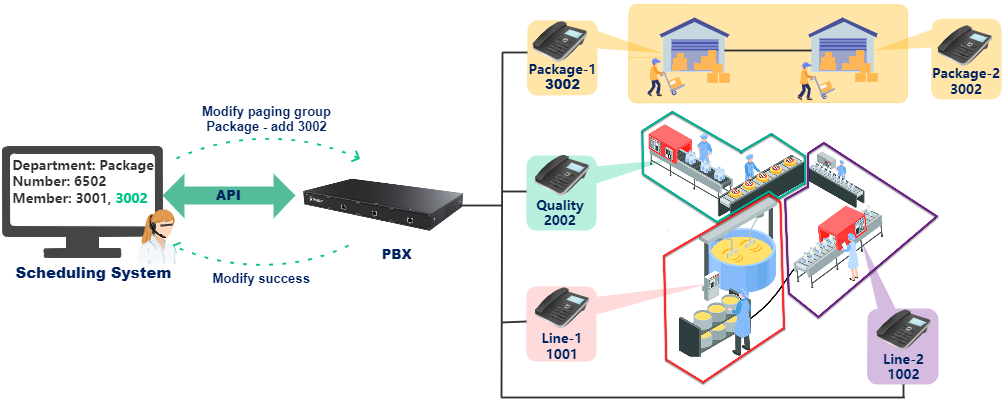 Modify paging group
Package - add 3002
Department: Package
Number: 6502
Member: 3001, 3002
API
Scheduling System
Modify success
PBX
Package-1
3002
Package-2
3002
Quality
2002
Line-1
1001
Line-2
1002